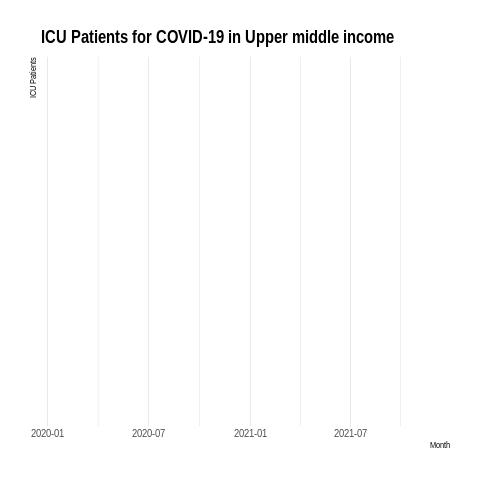 ICU Patients for COVID-19 in Upper middle income
ICU Patients
2020-01 2020-07 2021-01 2021-07
Month